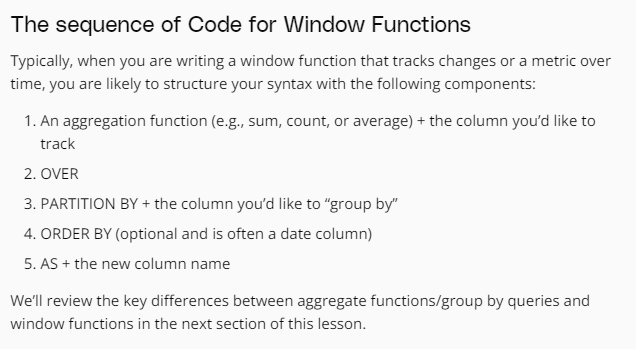 The sequence of Code for Window Functions
Typically, when you are writing a window function that tracks changes or a metric over
time, you are likely to structure your syntax with the following components:
1. An aggregation function (e.g., sum, count, or average) + the column you'd like to
track
2. OVER
3. PARTITION BY + the column you'd like to “group by”
4. ORDER BY (optional and is often a date column)
5. AS + the new column name
We'll review the key differences between aggregate functions/group by queries and
window functions in the next section of this lesson.